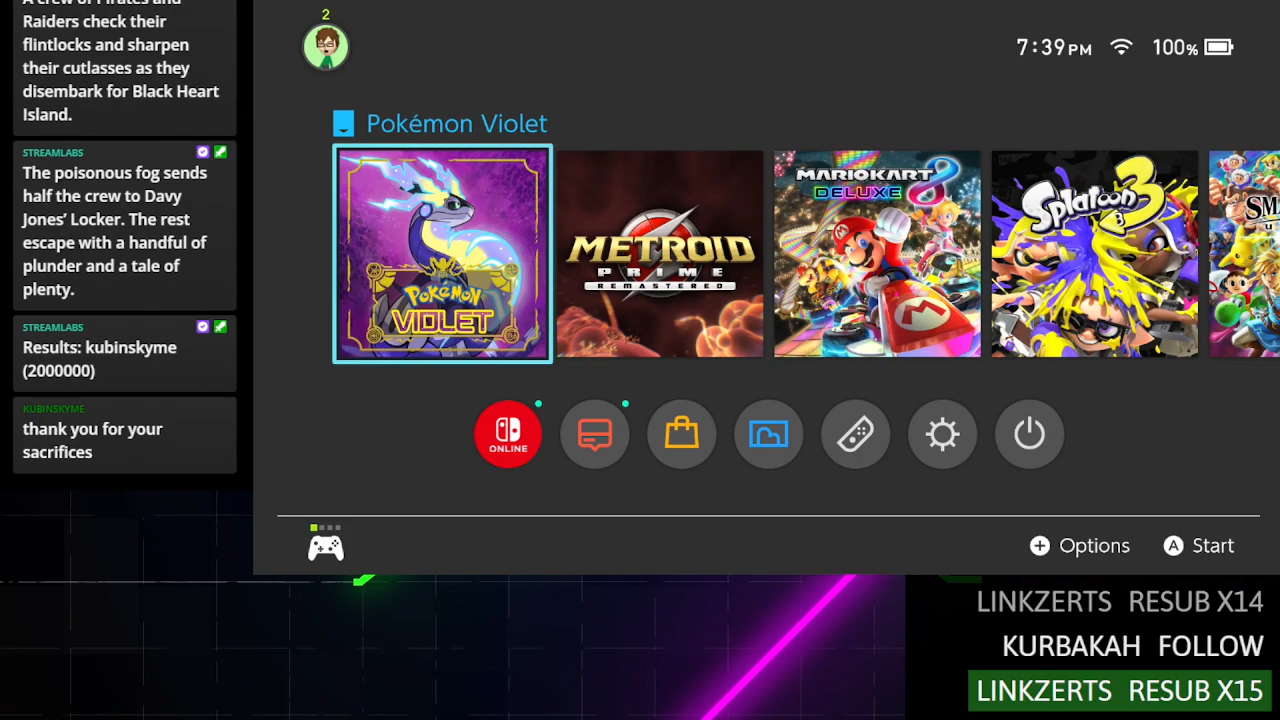 A crew of Pirates and
Raiders check their
flintlocks and sharpen
their cutlasses as they
disembark for Black Heart
Island.
STREAMLABS
The poisonous fog sends
half the crew to Davy
Jones’ Locker. The rest
escape with a handful of
plunder and a tale of
plenty.
STREAMLABS
Results: kubinskyme
(2000000)
KUBINSKYME
thank you for your
sacrifices
2
7:39PM 100%
Pokémon Violet
POKéMON
VIOLET
METROID
PRIME
REMASTERED
MARIOKART 8
DELUXE
Splatoon 3
ONLINE
Options Start
LINKZERTS RESUB X14
KURBAKAH FOLLOW
LINKZERTS RESUB X15